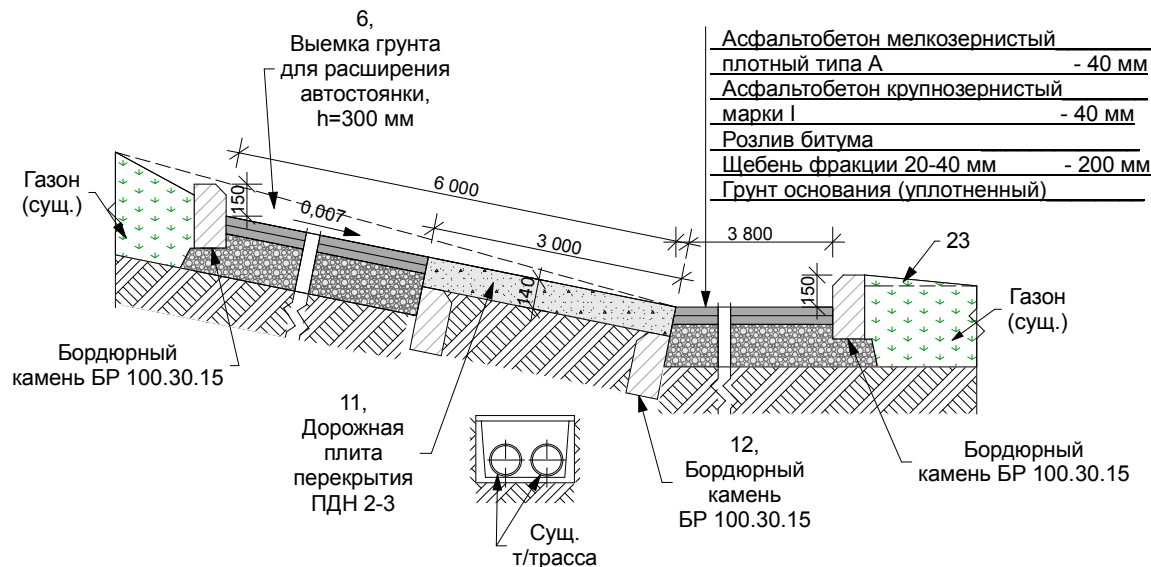 6,
Выемка грунта
для расширения
автостоянки,
h=300 мм
Асфальтобетон мелкозернистый
плотный типа А - 40 мм
Асфальтобетон крупнозернистый
марки I - 40 мм
Розлив битума
Щебень фракции 20-40 мм - 200 мм
Грунт основания (уплотненный)
Газон
(сущ.)
150
6 000
0,007
3 000
3 800
140
150
23
Газон
(сущ.)
Бордюрный
камень БР 100.30.15
11,
Дорожная
плита
перекрытия
ПДН 2-3
Сущ.
т/трасса
12,
Бордюрный
камень
БР 100.30.15
Бордюрный
камень БР 100.30.15